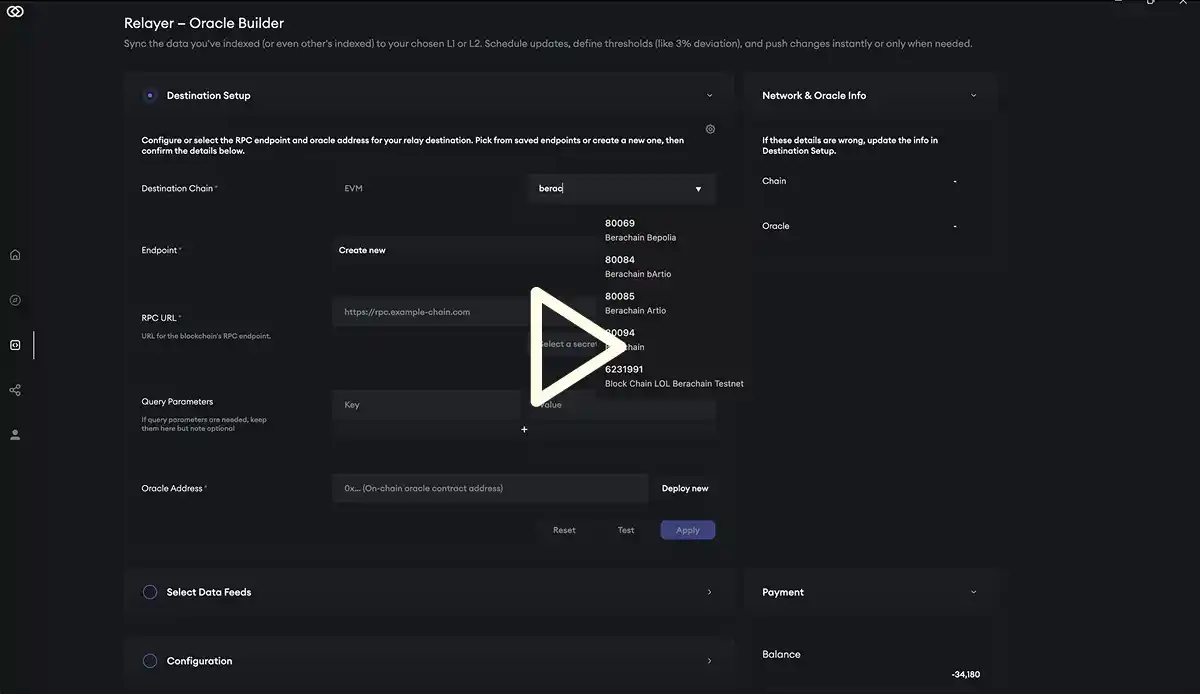 Relayer – Oracle Builder
Sync the data you've indexed (or even other's indexed) to your chosen L1 or L2. Schedule updates, define thresholds (like 3% deviation), and push changes instantly or only when needed.
Destination Setup
Configure or select the RPC endpoint and oracle address for your relay destination. Pick from saved endpoints or create a new one, then
confirm the details below.
Destination Chain*
EVM
berac
80069
Berachain Bepolia
80084
Berachain bArtio
80085
Berachain Artio
80094
6231991
Block Chain LOL Berachain Testnet
Endpoint*
Create new
RPC URL*
URL for the blockchain's RPC endpoint.
https://rpc.example-chain.com
Select a secret
Query Parameters
If query parameters are needed, keep
them here but note optional
Key
Value
+
Oracle Address*
0x... (On-chain oracle contract address)
Deploy new
Reset
Test
Apply
Select Data Feeds
Configuration
Network & Oracle Info
If these details are wrong, update the info in
Destination Setup.
Chain
-
Oracle
-
Payment
Balance
-34,180